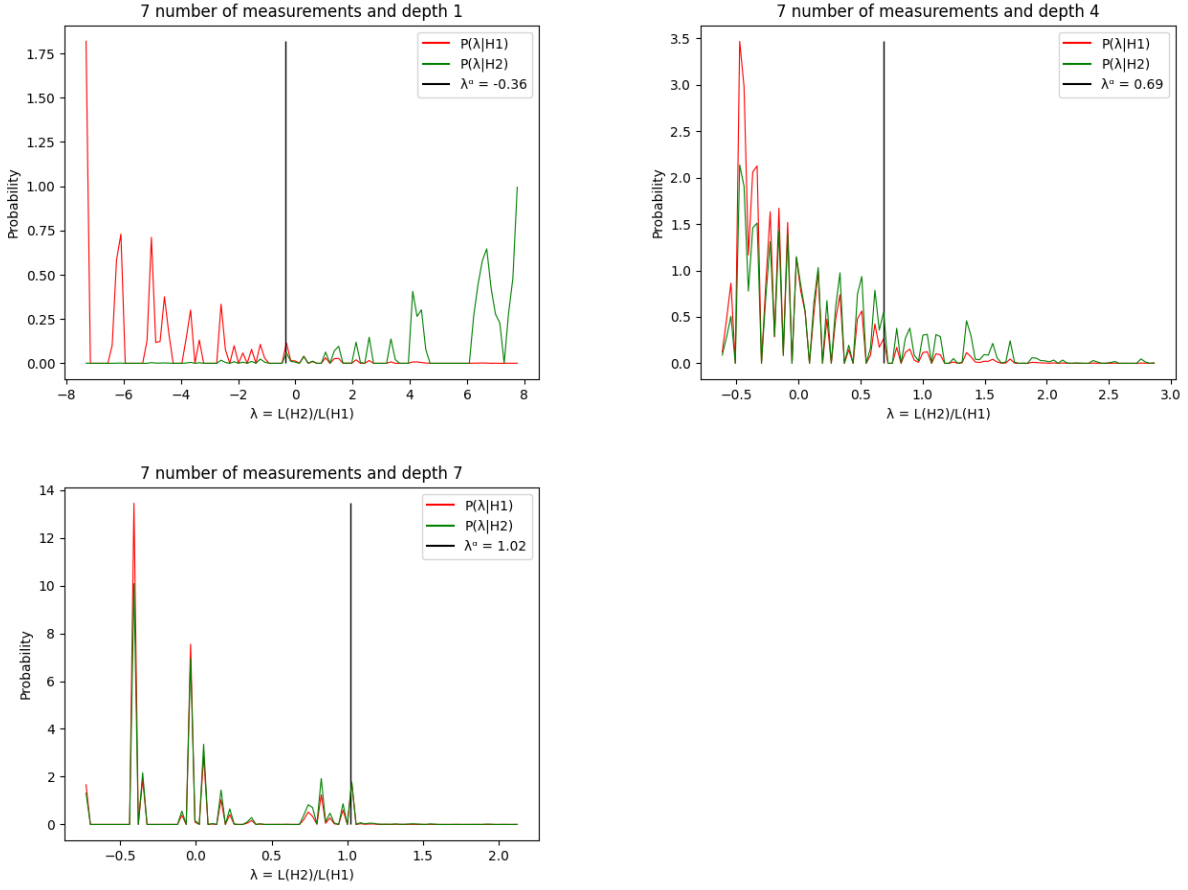 7 number of measurements and depth 1
P(λ|H1)
P(λ|H2)
λᵅ = -0.36
Probability
1.75
1.50
1.25
1.00
0.75
0.50
0.25
0.00
−8 −6 −4 −2 0 2 4 6 8
λ = L(H2)/L(H1)
7 number of measurements and depth 4
P(λ|H1)
P(λ|H2)
λᵅ = 0.69
Probability
3.5
3.0
2.5
2.0
1.5
1.0
0.5
0.0
−0.5 0.0 0.5 1.0 1.5 2.0 2.5 3.0
λ = L(H2)/L(H1)
7 number of measurements and depth 7
P(λ|H1)
P(λ|H2)
λᵅ = 1.02
Probability
14
12
10
8
6
4
2
0
−0.5 0.0 0.5 1.0 1.5 2.0
λ = L(H2)/L(H1)